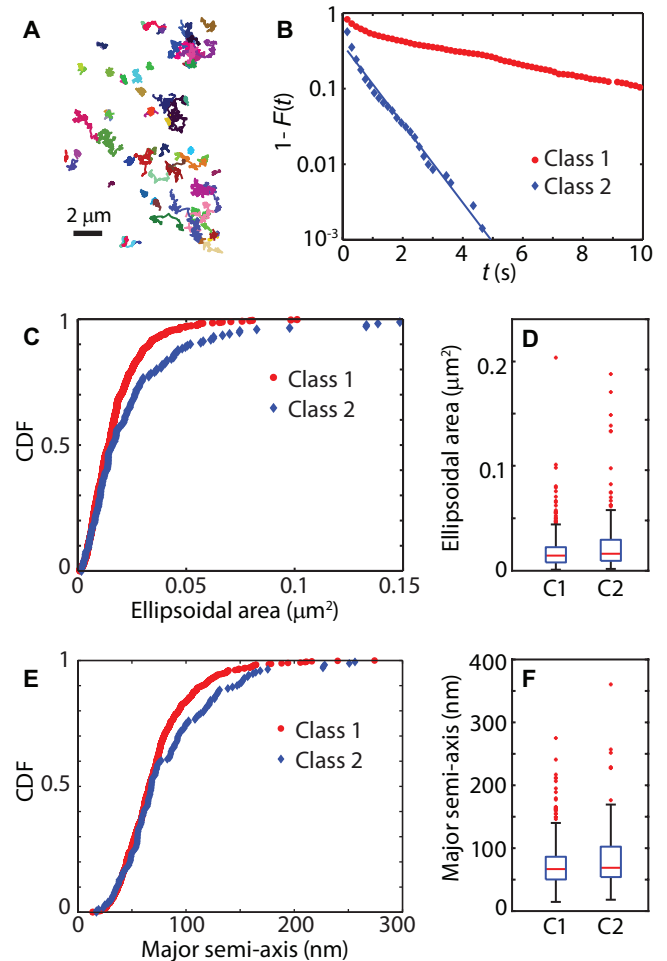 A
2 μm
B
1- F(t)
1
0.1
0.01
10⁻³
0 2 4 6 8 10
t (s)
Class 1
Class 2
C
CDF
1
0.5
0
0 0.05 0.1 0.15
Ellipsoidal area (μm²)
Class 1
Class 2
D
Ellipsoidal area (μm²)
0.2
0.1
0
C1 C2
E
CDF
1
0.5
0
0 100 200 300
Major semi-axis (nm)
Class 1
Class 2
F
Major semi-axis (nm)
400
300
200
100
0
C1 C2